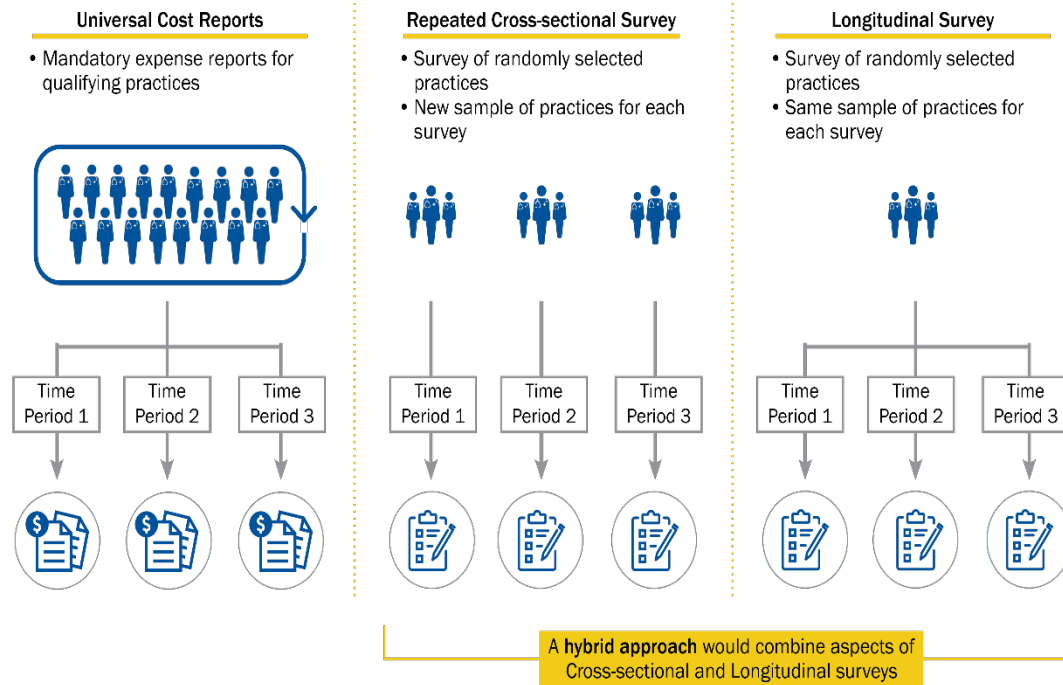 Universal Cost Reports
• Mandatory expense reports for
qualifying practices
Time
Period 1
Time
Period 2
Time
Period 3
$
$
$
Repeated Cross-sectional Survey
• Survey of randomly selected
practices
• New sample of practices for each
survey
Time
Period 1
Time
Period 2
Time
Period 3
Longitudinal Survey
• Survey of randomly selected
practices
• Same sample of practices for
each survey
Time
Period 1
Time
Period 2
Time
Period 3
A hybrid approach would combine aspects of
Cross-sectional and Longitudinal surveys